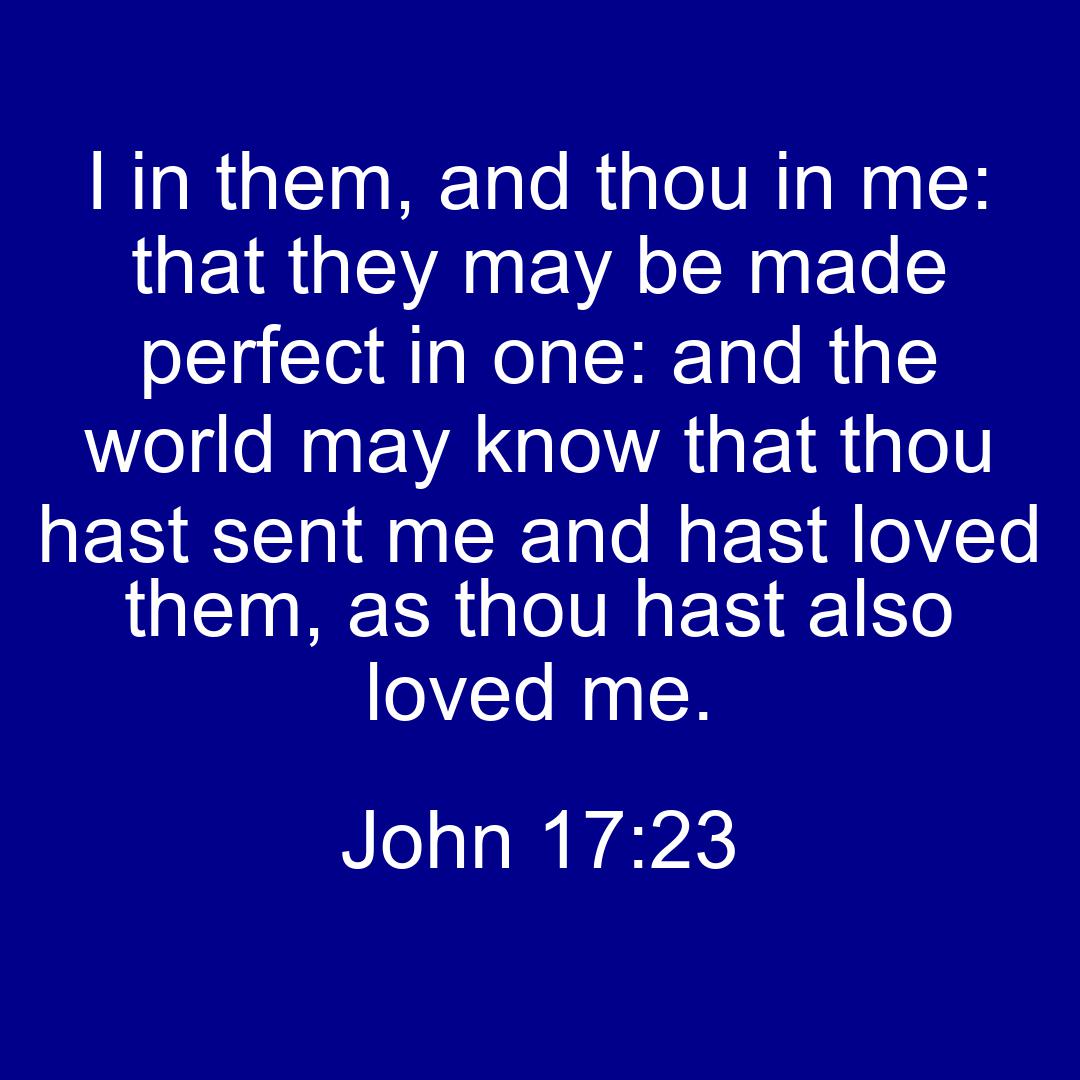 I in them, and thou in me:
that they may be made
perfect in one: and the
world may know that thou
hast sent me and hast loved
them, as thou hast also
loved me.
John 17:23